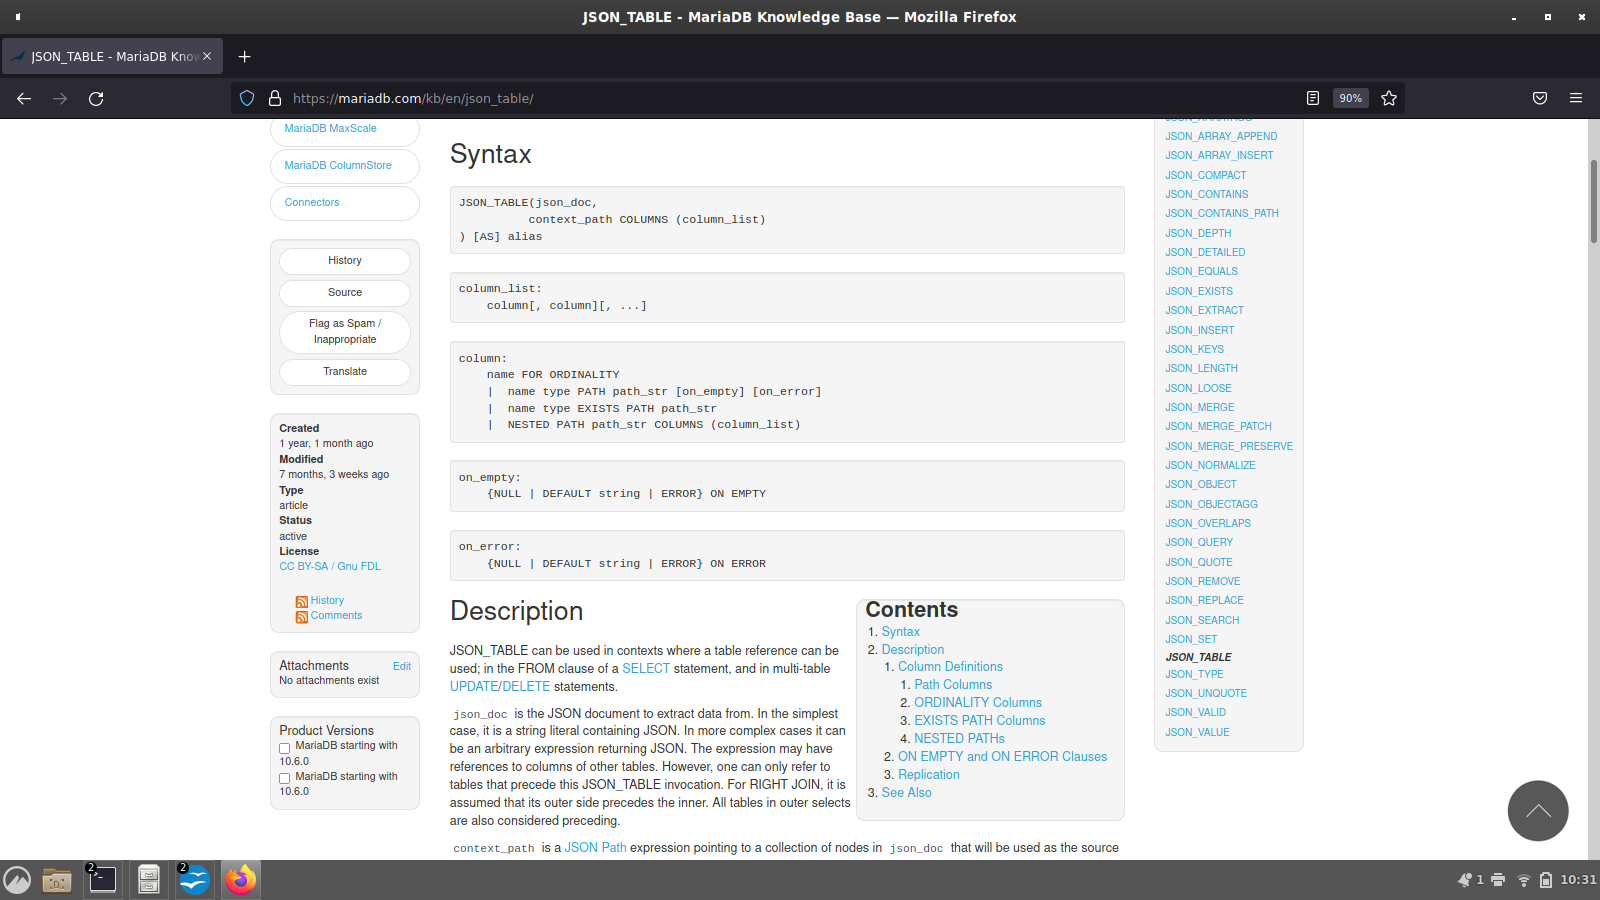 JSON_TABLE - MariaDB Knowledge Base — Mozilla Firefox
JSON_TABLE - MariaDB Know
https://mariadb.com/kb/en/json_table/
90%
MariaDB MaxScale
MariaDB ColumnStore
Connectors
History
Source
Flag as Spam /
Inappropriate
Translate
Created
1 year, 1 month ago
Modified
7 months, 3 weeks ago
Type
article
Status
active
License
CC BY-SA / Gnu FDL
History
Comments
Attachments Edit
No attachments exist
Product Versions
MariaDB starting with
10.6.0
MariaDB starting with
10.6.0
Syntax
JSON_TABLE(json_doc,
context_path COLUMNS (column_list)
) [AS] alias
column_list:
column[, column][, ...]
column:
name FOR ORDINALITY
| name type PATH path_str [on_empty] [on_error]
| name type EXISTS PATH path_str
| NESTED PATH path_str COLUMNS (column_list)
on_empty:
{NULL | DEFAULT string | ERROR} ON EMPTY
on_error:
{NULL | DEFAULT string | ERROR} ON ERROR
Description
JSON_TABLE can be used in contexts where a table reference can be
used; in the FROM clause of a SELECT statement, and in multi-table
UPDATE/DELETE statements.
json_doc is the JSON document to extract data from. In the simplest
case, it is a string literal containing JSON. In more complex cases it can
be an arbitrary expression returning JSON. The expression may have
references to columns of other tables. However, one can only refer to
tables that precede this JSON_TABLE invocation. For RIGHT JOIN, it is
assumed that its outer side precedes the inner. All tables in outer selects
are also considered preceding.
context_path is a JSON Path expression pointing to a collection of nodes in json_doc that will be used as the source
Contents
1. Syntax
2. Description
1. Column Definitions
1. Path Columns
2. ORDINALITY Columns
3. EXISTS PATH Columns
4. NESTED PATHs
2. ON EMPTY and ON ERROR Clauses
3. Replication
3. See Also
JSON_ARRAYAGG
JSON_ARRAY_APPEND
JSON_ARRAY_INSERT
JSON_COMPACT
JSON_CONTAINS
JSON_CONTAINS_PATH
JSON_DEPTH
JSON_DETAILED
JSON_EQUALS
JSON_EXISTS
JSON_EXTRACT
JSON_INSERT
JSON_KEYS
JSON_LENGTH
JSON_LOOSE
JSON_MERGE
JSON_MERGE_PATCH
JSON_MERGE_PRESERVE
JSON_NORMALIZE
JSON_OBJECT
JSON_OBJECTAGG
JSON_OVERLAPS
JSON_QUERY
JSON_QUOTE
JSON_REMOVE
JSON_REPLACE
JSON_SEARCH
JSON_SET
JSON_TABLE
JSON_TYPE
JSON_UNQUOTE
JSON_VALID
JSON_VALUE
2
2
1
10:31